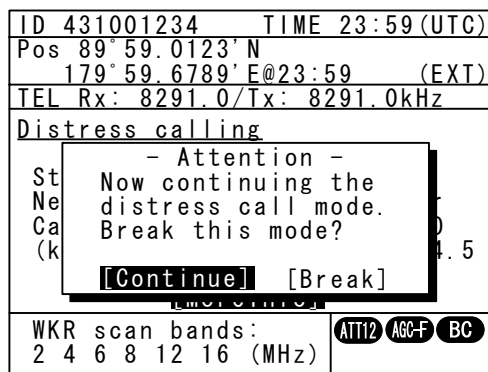 ID 431001234 TIME 23:59(UTC)
Pos 89°59.0123'N
179°59.6789'E@23:59 (EXT)
TEL Rx: 8291.0/Tx: 8291.0kHz
Distress calling
- Attention -
St Now continuing the
Ne distress call mode.
Ca Break this mode?
(k 4.5
[Continue] [Break]
WKR scan bands:
2 4 6 8 12 16 (MHz)
ATT12 AGC-F BC